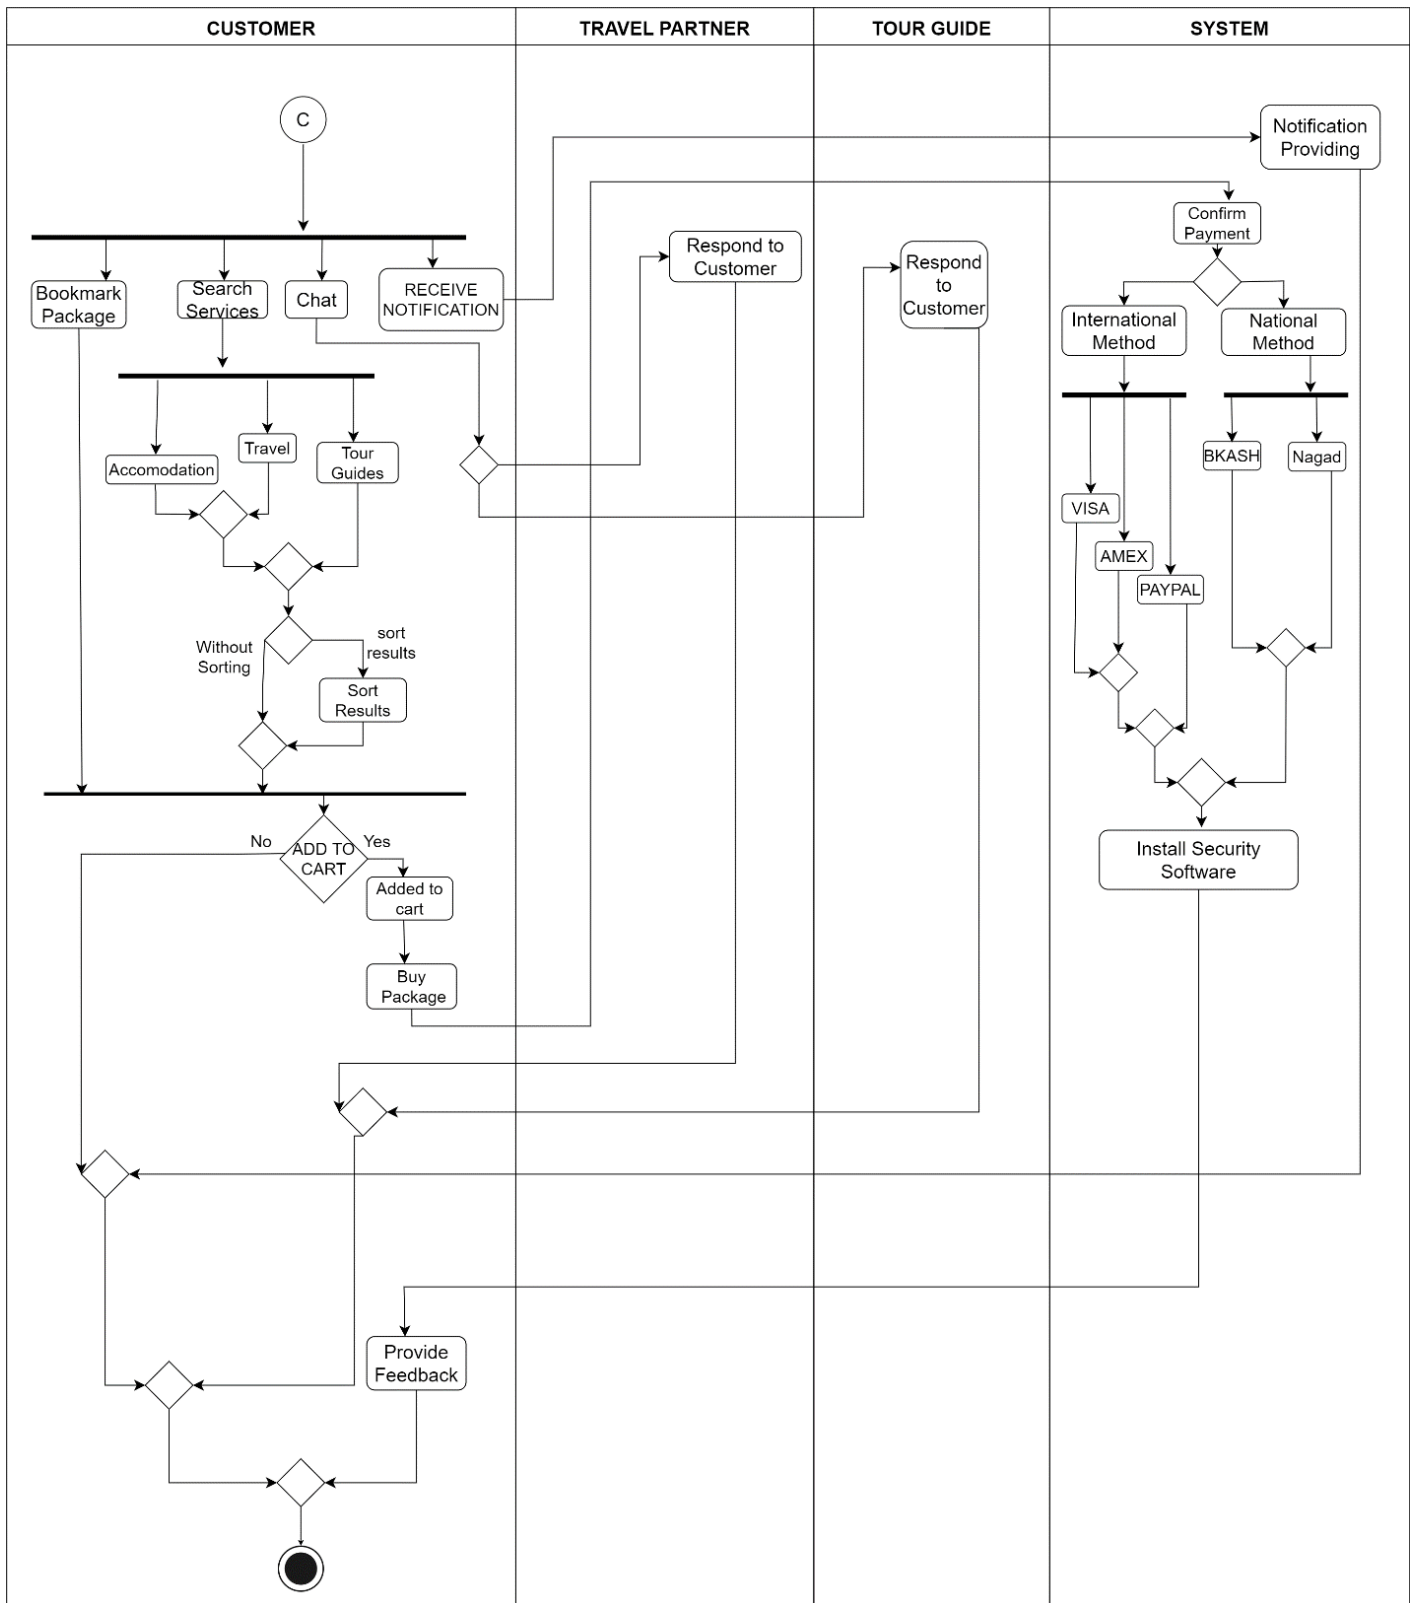 CUSTOMER
TRAVEL PARTNER
TOUR GUIDE
SYSTEM
C
Notification
Providing
Confirm
Payment
Respond to
Customer
Respond
to
Customer
Bookmark
Package
Search
Services
Chat
RECEIVE
NOTIFICATION
International
Method
National
Method
Accomodation
Travel
Tour
Guides
BKASH
Nagad
VISA
AMEX
PAYPAL
Without
Sorting
sort
results
Sort
Results
No
ADD TO
CART
Yes
Added to
cart
Buy
Package
Install Security
Software
Provide
Feedback